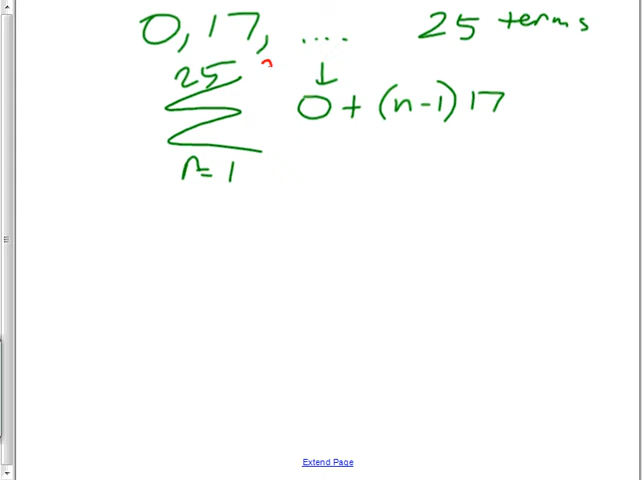 0, 17, .... 25 terms
25
∑ 0 + (n-1) 17
n=1
Extend Page